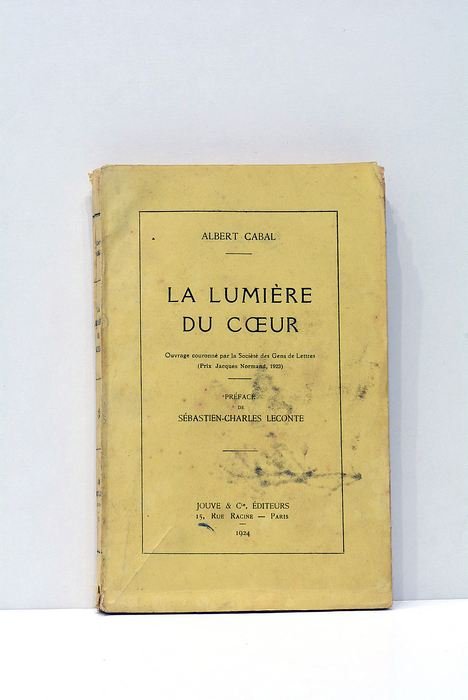 ALBERT CABAL
LA LUMIÈRE
DU CŒUR
Ouvrage couronné par la Société des Gens de Lettres
(Prix Jacques Normand, 1923)
PRÉFACE
DE
SÉBASTIEN-CHARLES LECONTE
JOUVE & Cie, ÉDITEURS
15, RUE RACINE — PARIS
1924